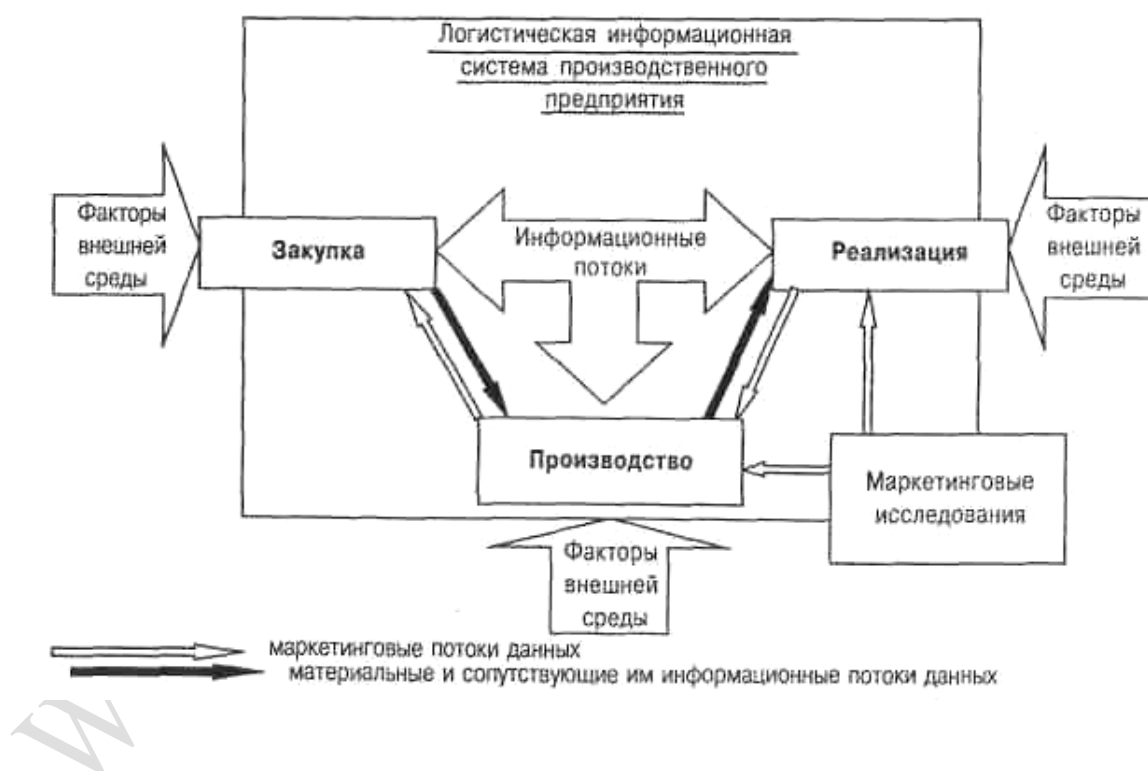 Логистическая информационная
система производственного
предприятия
Факторы
внешней
среды
Закупка
Информационные
потоки
Реализация
Факторы
внешней
среды
Производство
Маркетинговые
исследования
Факторы
внешней
среды
маркетинговые потоки данных
материальные и сопутствующие им информационные потоки данных
W